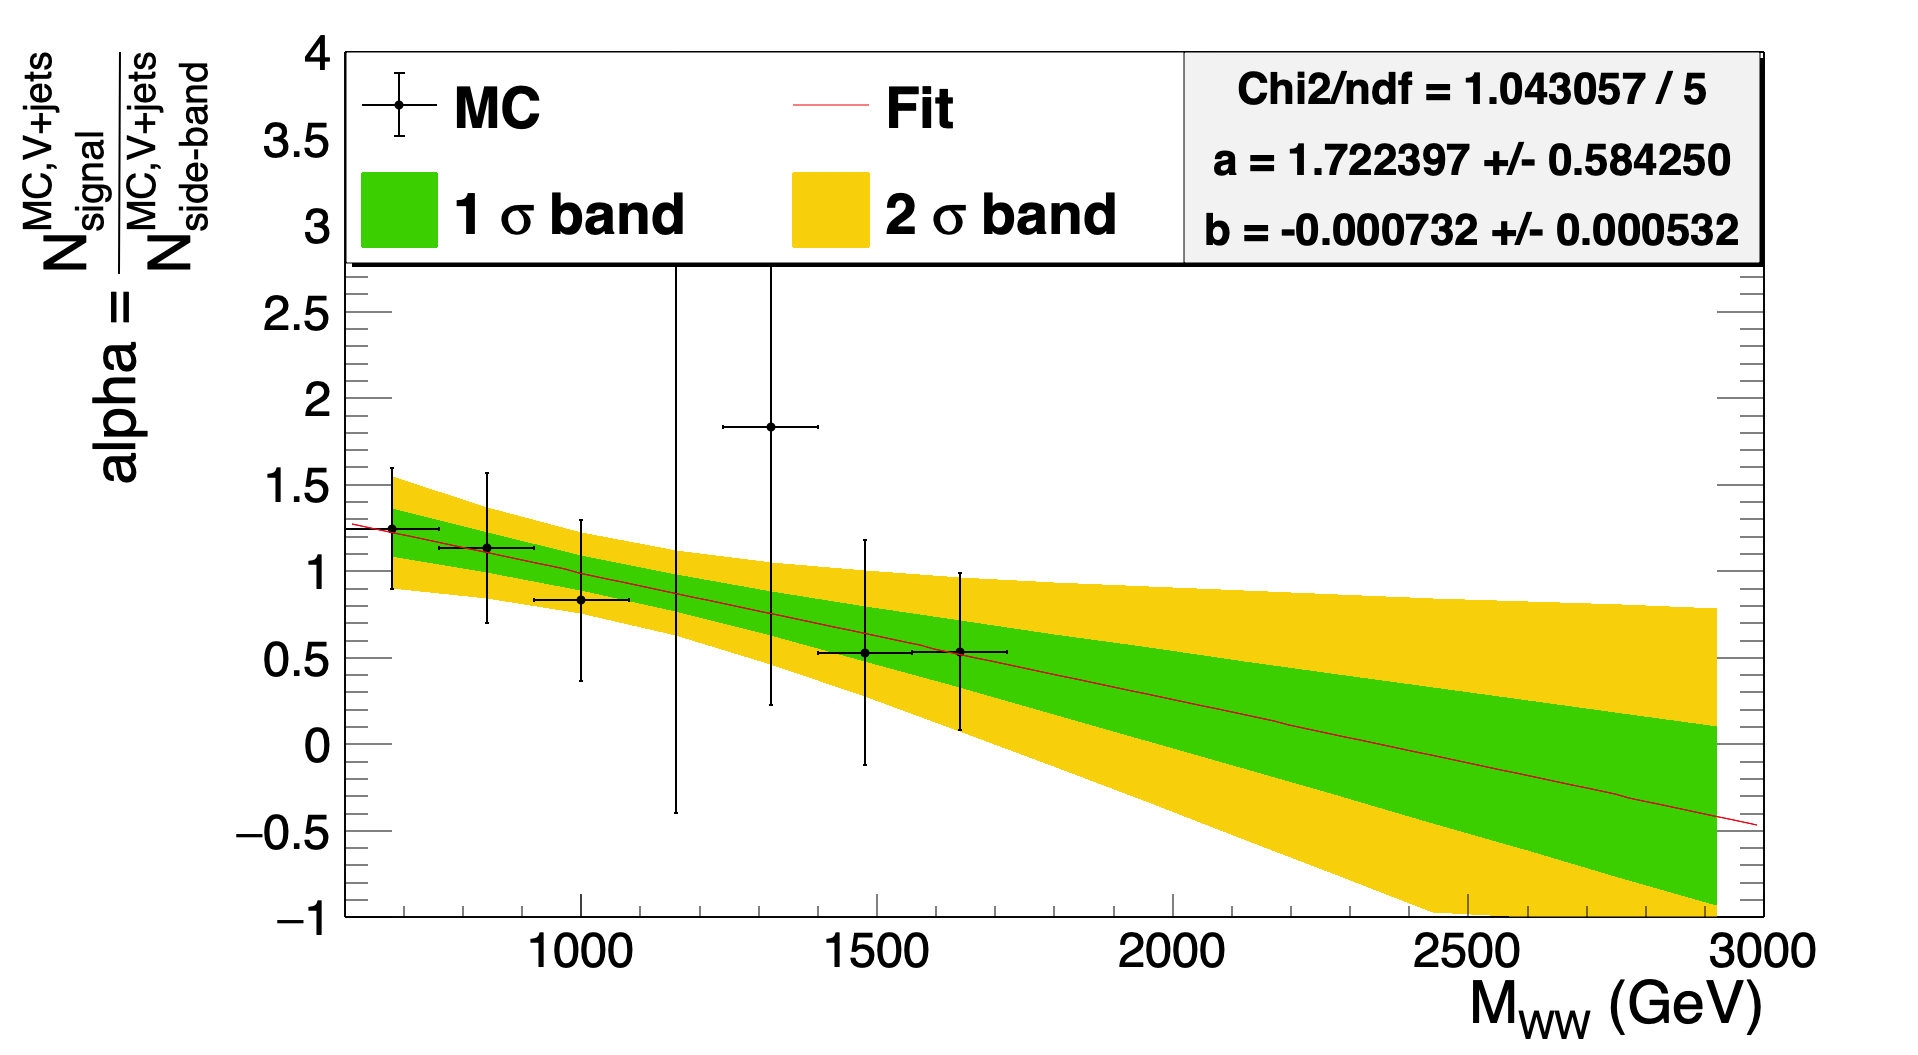 alpha = N^{MC,V+jets}_{signal} / N^{MC,V+jets}_{side-band}
4
3.5
3
2.5
2
1.5
1
0.5
0
−0.5
−1
MC
Fit
1 σ band
2 σ band
Chi2/ndf = 1.043057 / 5
a = 1.722397 +/- 0.584250
b = -0.000732 +/- 0.000532
1000 1500 2000 2500 3000
M_{WW} (GeV)